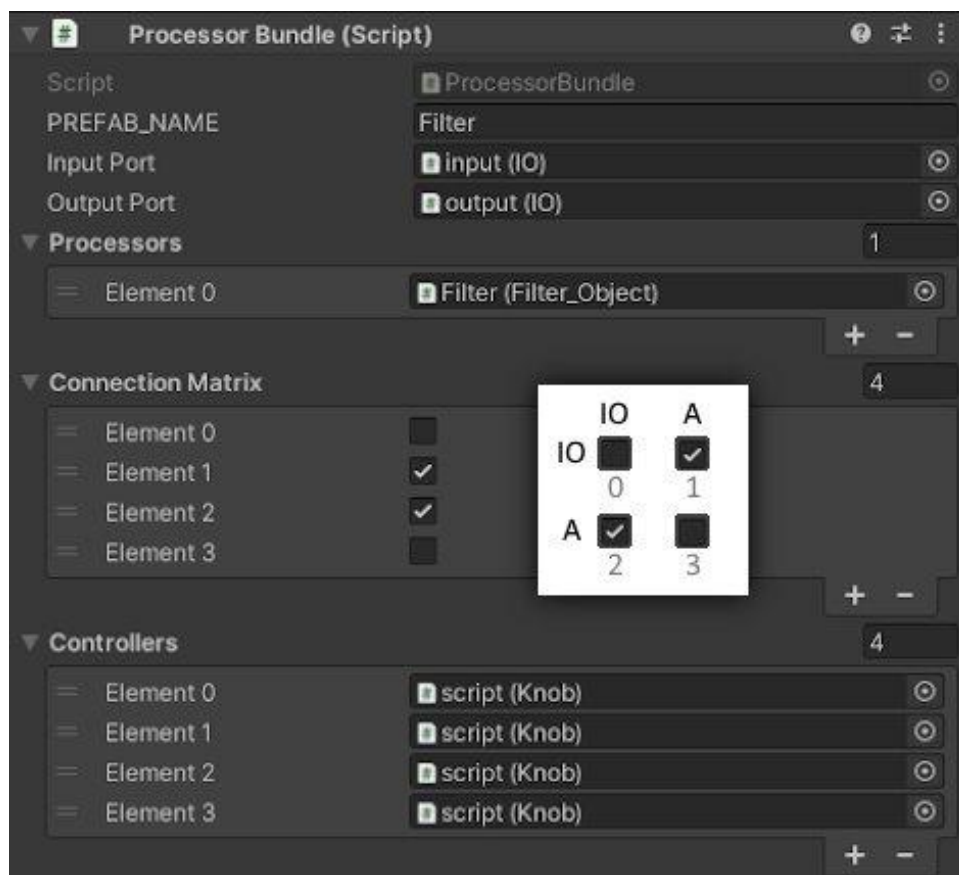 Processor Bundle (Script)
Script ProcessorBundle
PREFAB_NAME Filter
Input Port input (IO)
Output Port output (IO)
Processors 1
Element 0 Filter (Filter_Object)
+ -
Connection Matrix 4
Element 0
Element 1
Element 2
Element 3
IO A
IO
0 1
A
2 3
+ -
Controllers 4
Element 0 script (Knob)
Element 1 script (Knob)
Element 2 script (Knob)
Element 3 script (Knob)
+ -